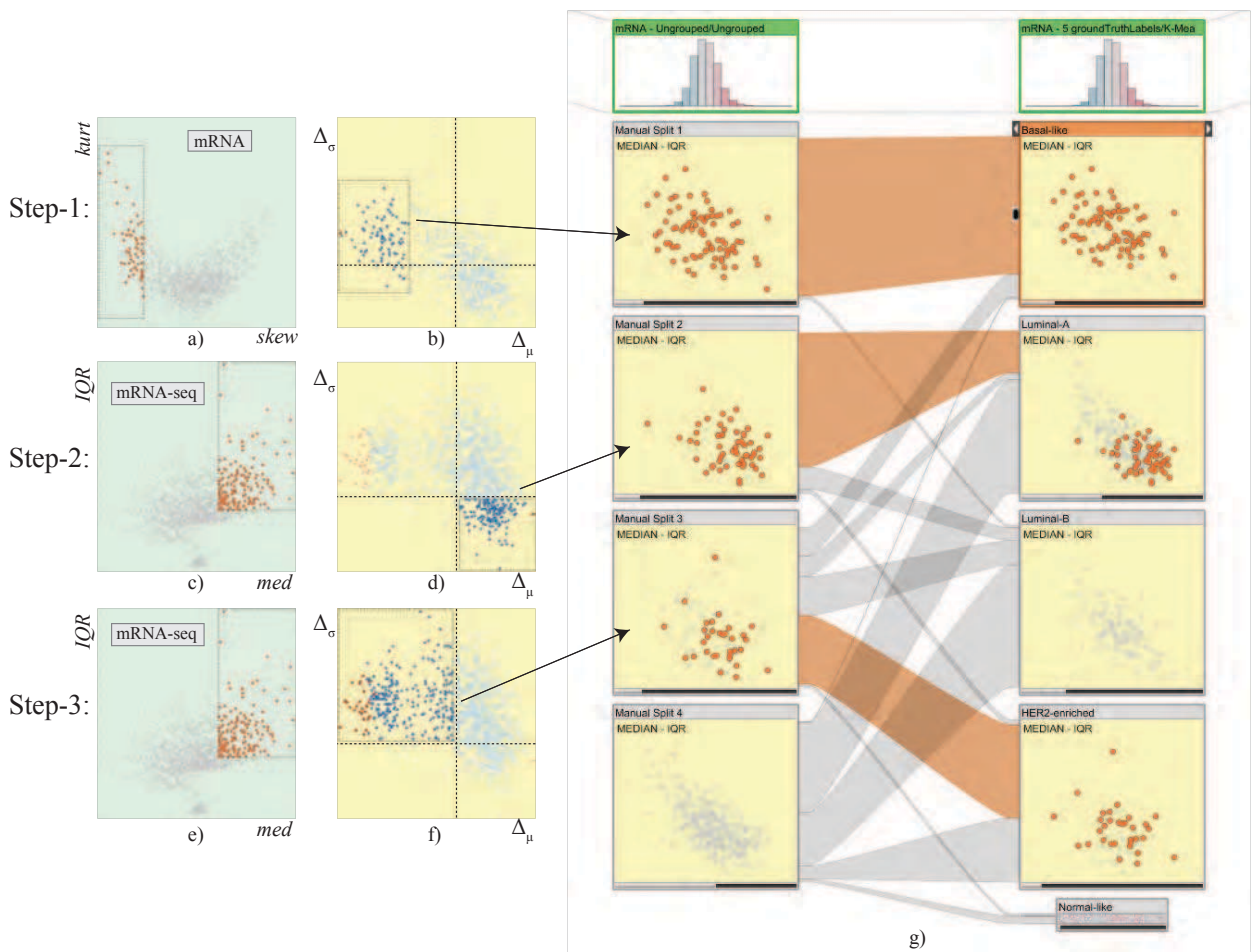 mRNA - Ungrouped/Ungrouped
mRNA - 5 groundTruthLabels/K-Mea
Step-1:
kurt
mRNA
a)
skew
Δσ
b)
Δμ
Step-2:
IQR
mRNA-seq
c)
med
Δσ
d)
Δμ
Step-3:
IQR
mRNA-seq
e)
med
Δσ
f)
Δμ
Manual Split 1
MEDIAN - IQR
Basal-like
MEDIAN - IQR
Manual Split 2
MEDIAN - IQR
Luminal-A
MEDIAN - IQR
Manual Split 3
MEDIAN - IQR
Luminal-B
MEDIAN - IQR
Manual Split 4
MEDIAN - IQR
HER2-enriched
MEDIAN - IQR
Normal-like
g)